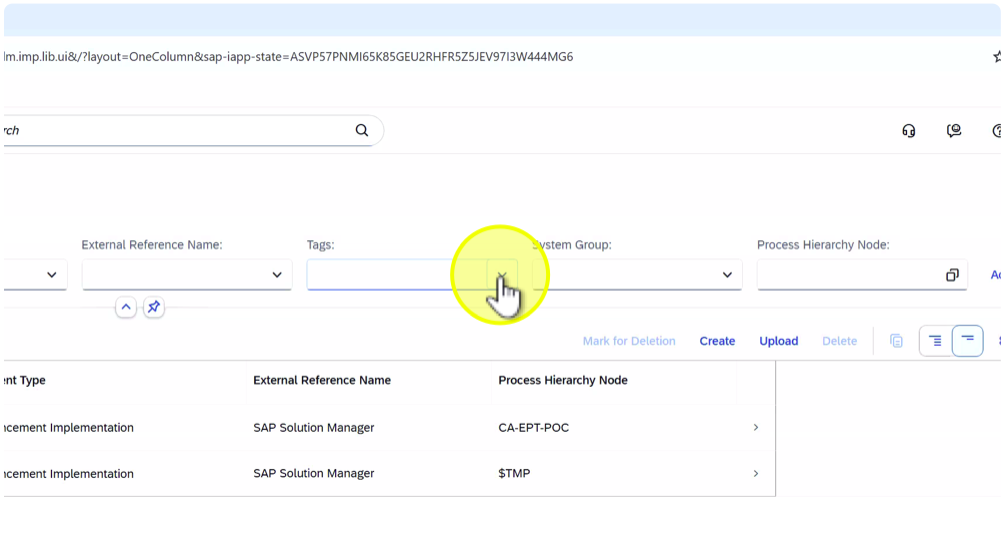 lm.imp.lib.ui&/?layout=OneColumn&sap-iapp-state=ASVP57PNMI65K85GEU2RHFR5Z5JEV97I3W444MG6
rch
External Reference Name: Tags: System Group: Process Hierarchy Node:
Mark for Deletion Create Upload Delete
nt Type External Reference Name Process Hierarchy Node
ncement Implementation SAP Solution Manager CA-EPT-POC
ncement Implementation SAP Solution Manager $TMP